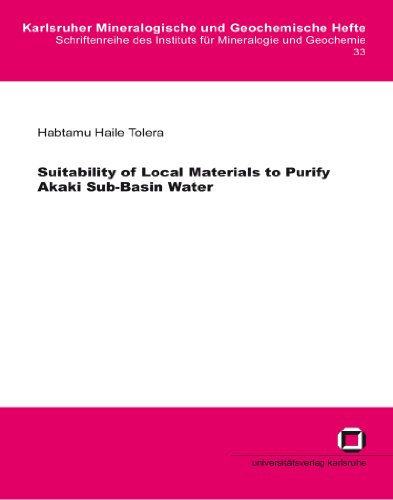 Karlsruher Mineralogische und Geochemische Hefte
Schriftenreihe des Instituts für Mineralogie und Geochemie
33
Habtamu Haile Tolera
Suitability of Local Materials to Purify
Akaki Sub-Basin Water
universitätsverlag karlsruhe